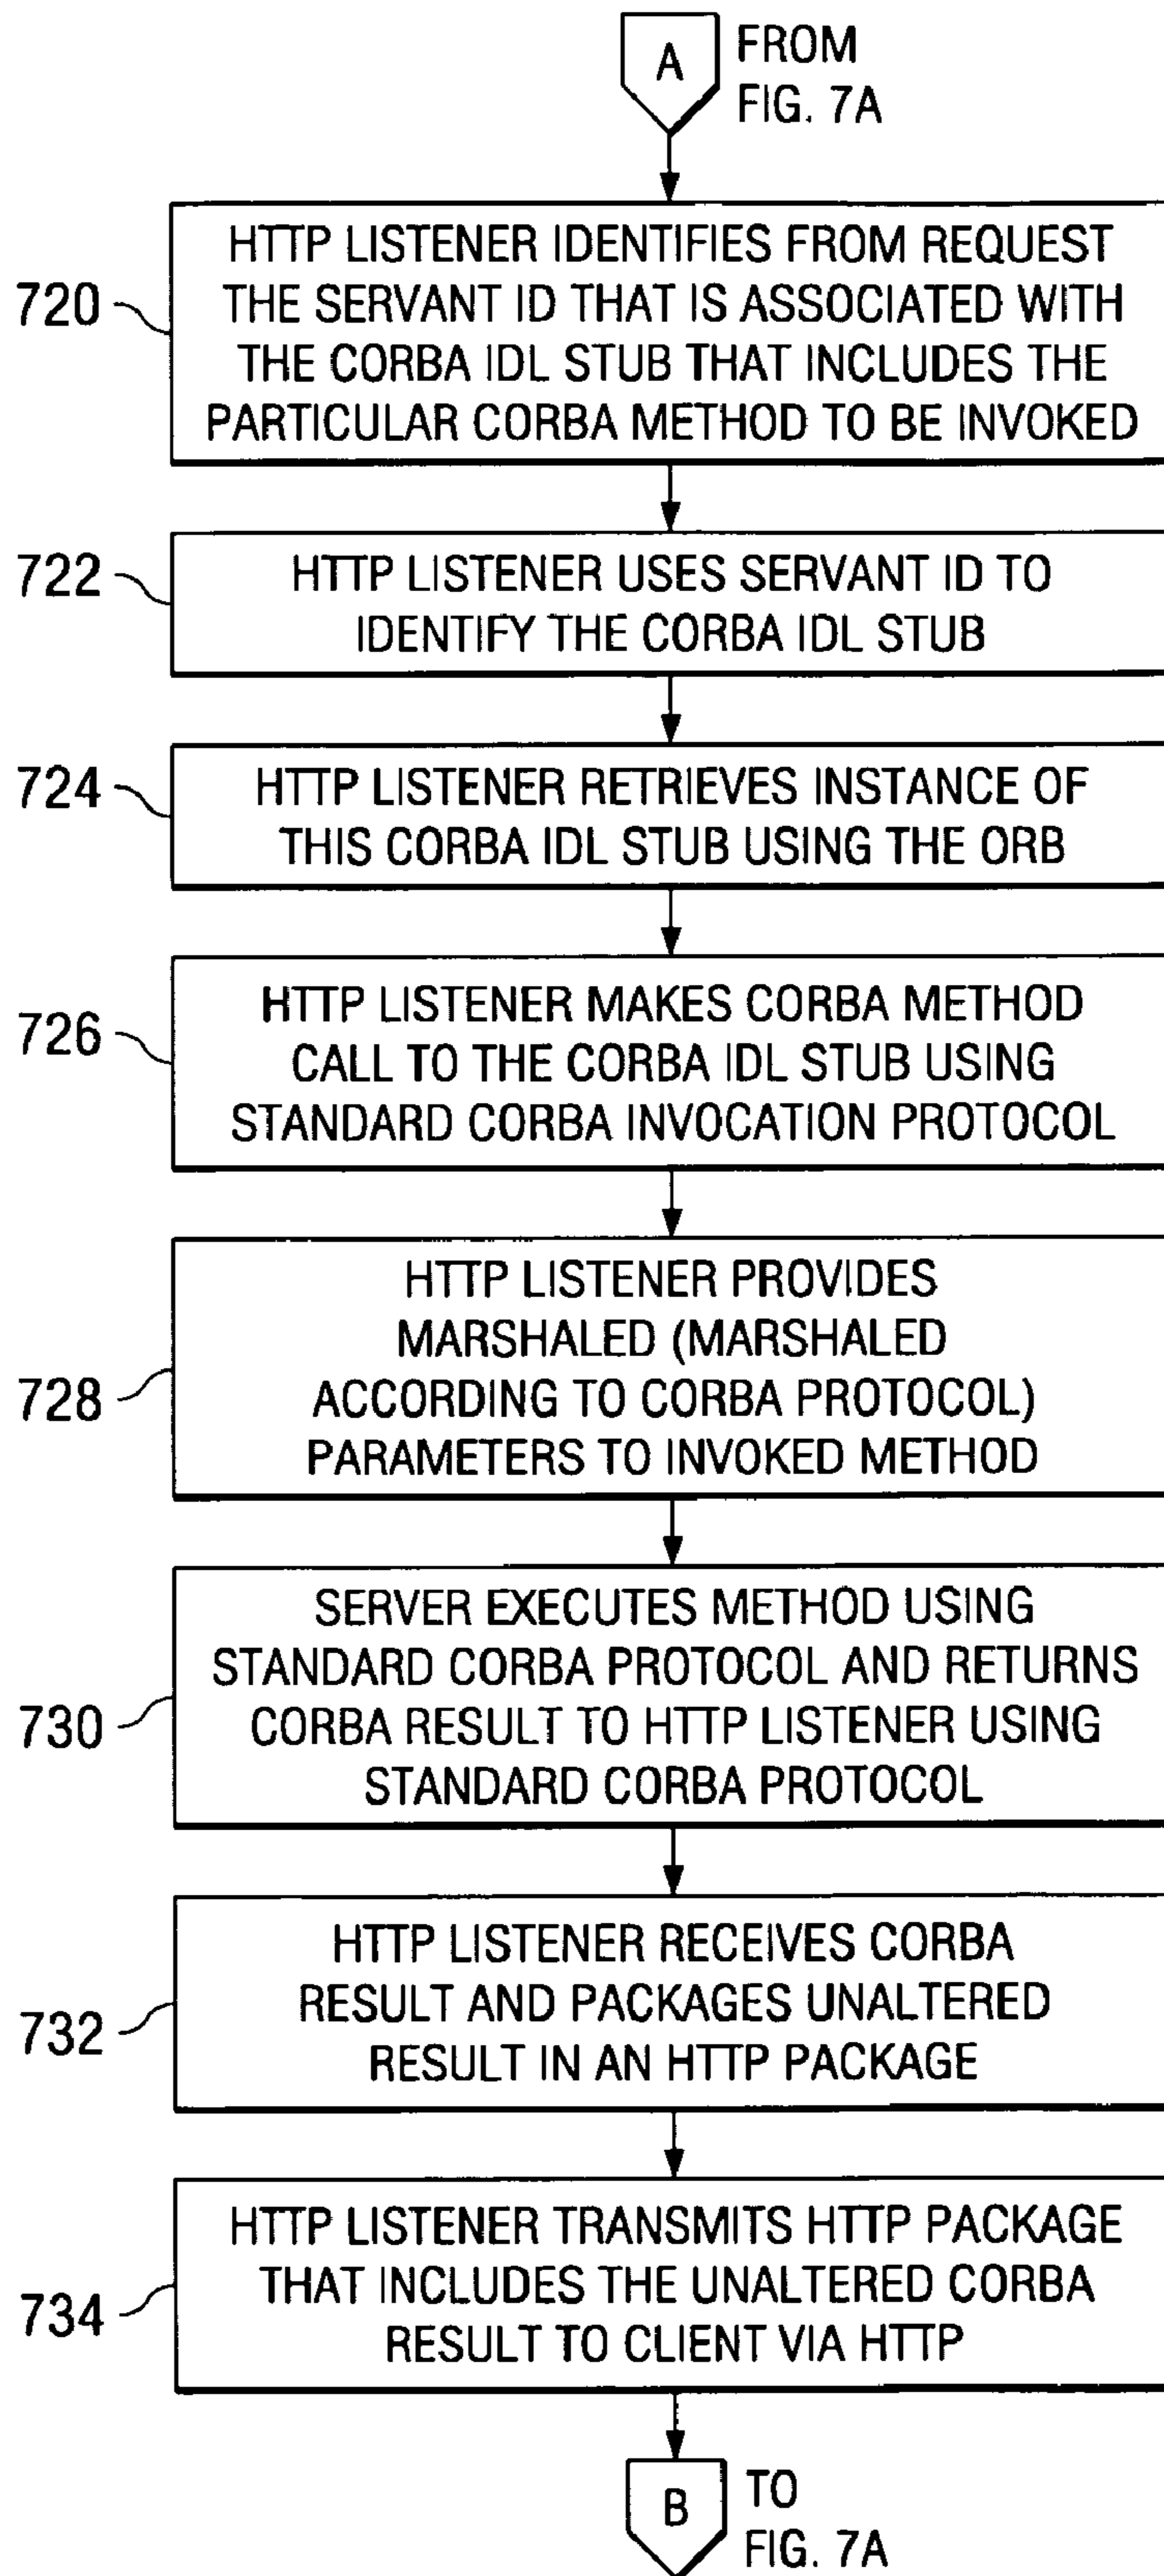 A
FROM
FIG. 7A
720
HTTP LISTENER IDENTIFIES FROM REQUEST
THE SERVANT ID THAT IS ASSOCIATED WITH
THE CORBA IDL STUB THAT INCLUDES THE
PARTICULAR CORBA METHOD TO BE INVOKED
722
HTTP LISTENER USES SERVANT ID TO
IDENTIFY THE CORBA IDL STUB
724
HTTP LISTENER RETRIEVES INSTANCE OF
THIS CORBA IDL STUB USING THE ORB
726
HTTP LISTENER MAKES CORBA METHOD
CALL TO THE CORBA IDL STUB USING
STANDARD CORBA INVOCATION PROTOCOL
728
HTTP LISTENER PROVIDES
MARSHALED (MARSHALED
ACCORDING TO CORBA PROTOCOL)
PARAMETERS TO INVOKED METHOD
730
SERVER EXECUTES METHOD USING
STANDARD CORBA PROTOCOL AND RETURNS
CORBA RESULT TO HTTP LISTENER USING
STANDARD CORBA PROTOCOL
732
HTTP LISTENER RECEIVES CORBA
RESULT AND PACKAGES UNALTERED
RESULT IN AN HTTP PACKAGE
734
HTTP LISTENER TRANSMITS HTTP PACKAGE
THAT INCLUDES THE UNALTERED CORBA
RESULT TO CLIENT VIA HTTP
B
TO
FIG. 7A